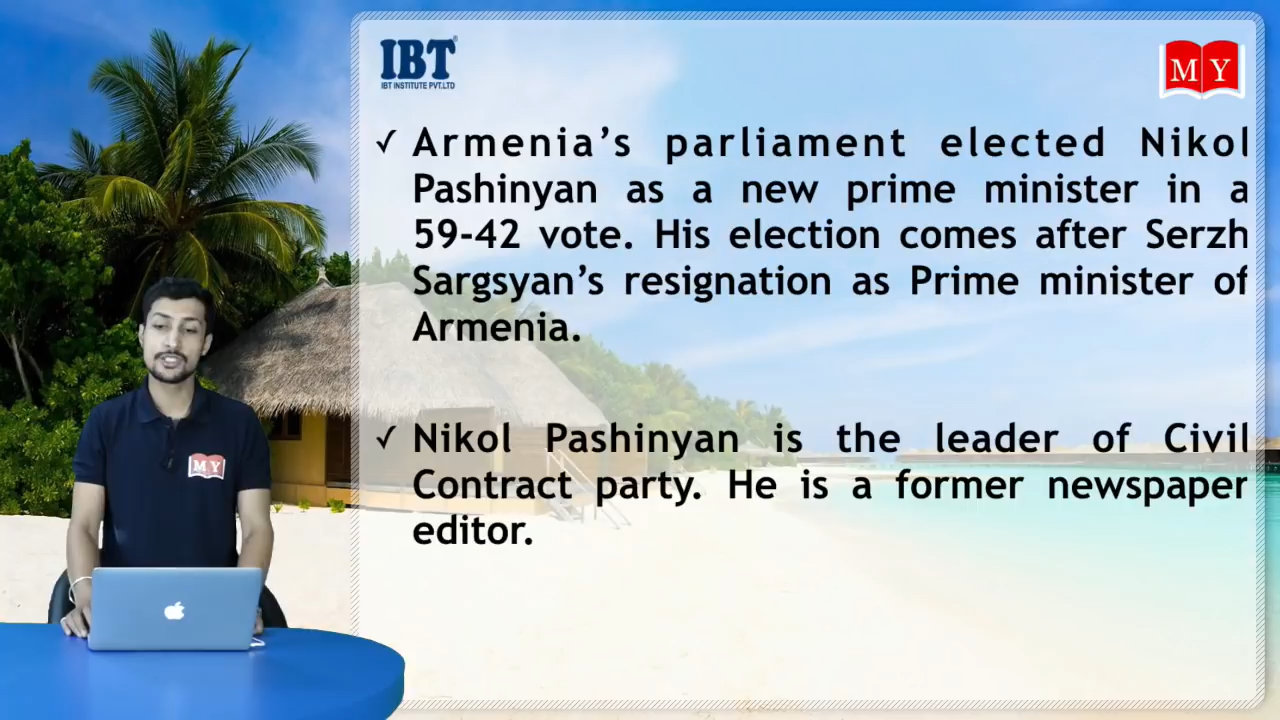 IBT
IBT INSTITUTE PVT.LTD
M Y
✓ Armenia’s parliament elected Nikol
Pashinyan as a new prime minister in a
59-42 vote. His election comes after Serzh
Sargsyan’s resignation as Prime minister of
Armenia.
✓ Nikol Pashinyan is the leader of Civil
Contract party. He is a former newspaper
editor.
M Y